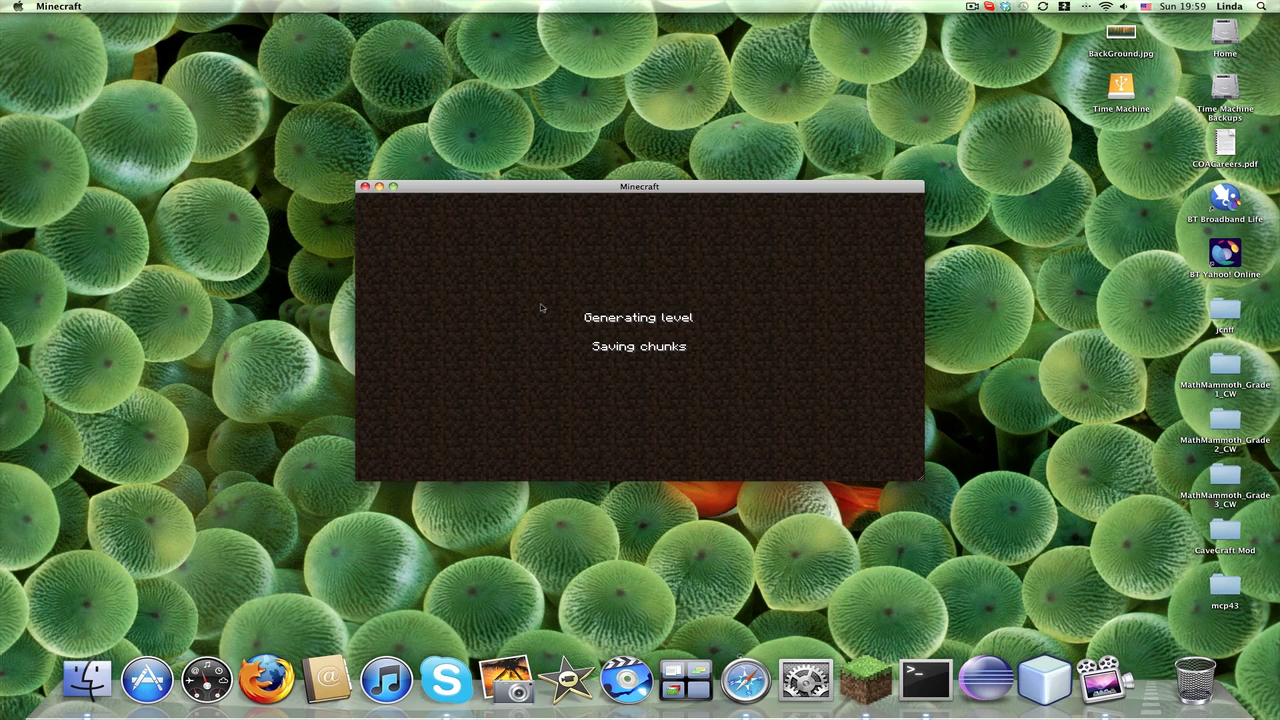 Minecraft
Sun 19:59
Linda
BackGround.jpg
Home
Time Machine
Time Machine
Backups
COACareers.pdf
BT Broadband Life
BT Yahoo! Online
jcnff
MathMammoth_Grade
1_CW
MathMammoth_Grade
2_CW
MathMammoth_Grade
3_CW
CaveCraft Mod
mcp43
Minecraft
Generating level
Saving chunks